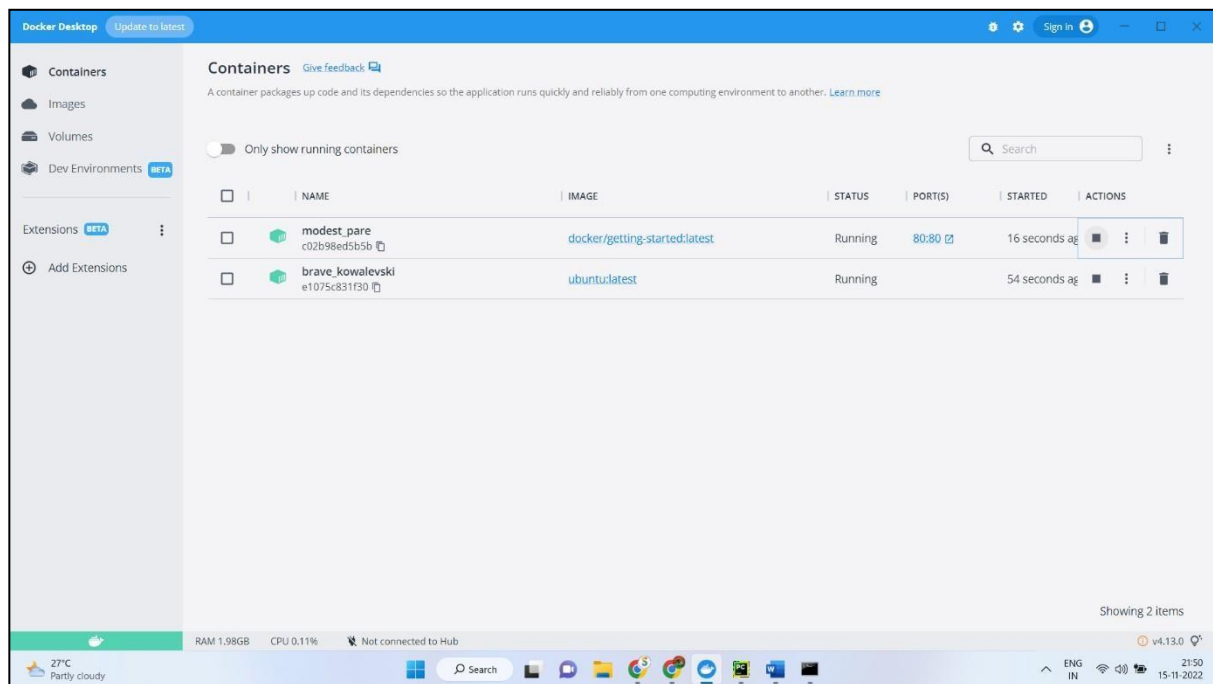 Docker Desktop Update to latest Sign in
Containers
Images
Volumes
Dev Environments BETA
Extensions BETA
Add Extensions
Containers Give feedback
A container packages up code and its dependencies so the application runs quickly and reliably from one computing environment to another. Learn more
Only show running containers Search
NAME IMAGE STATUS PORT(S) STARTED ACTIONS
modest_pare
c02b98ed5b5b docker/getting-started:latest Running 80:80 16 seconds ag
brave_kowalevski
e1075c831f30 ubuntu:latest Running 54 seconds ag
Showing 2 items
RAM 1.98GB CPU 0.11% Not connected to Hub v4.13.0
27°C
Partly cloudy
Search
ENG
IN
21:50
15-11-2022